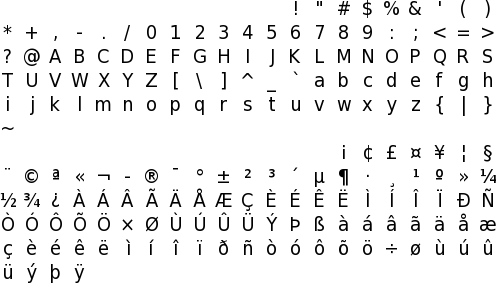 ! " # $ % & ' ( )
* + , - . / 0 1 2 3 4 5 6 7 8 9 : ; < = >
? @ A B C D E F G H I J K L M N O P Q R S
T U V W X Y Z [ \ ] ^ _ ` a b c d e f g h
i j k l m n o p q r s t u v w x y z { | }
~
¡ ¢ £ ¤ ¥ ¦ §
¨ © ª « ¬ - ® ¯ ° ± ² ³ ´ µ ¶ · ¸ ¹ º » ¼
½ ¾ ¿ À Á Â Ã Ä Å Æ Ç È É Ê Ë Ì Í Î Ï Ð Ñ
Ò Ó Ô Õ Ö × Ø Ù Ú Û Ü Ý Þ ß à á â ã ä å æ
ç è é ê ë ì í î ï ð ñ ò ó ô õ ö ÷ ø ù ú û
ü ý þ ÿ